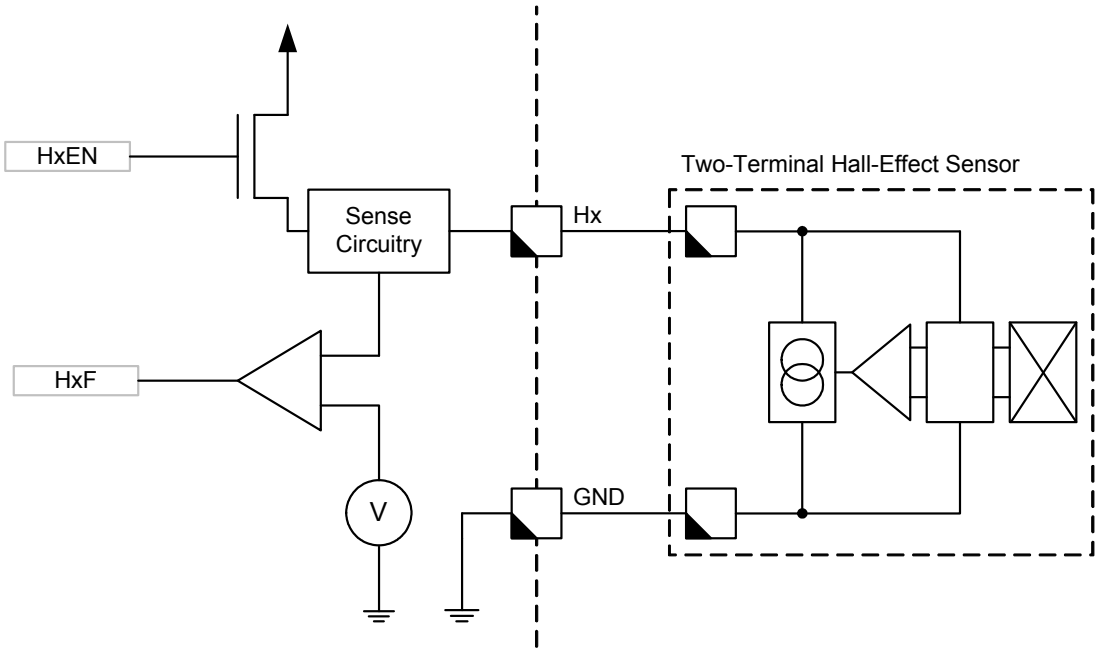 HxEN
Two-Terminal Hall-Effect Sensor
Sense
Circuitry
Hx
HxF
V
GND